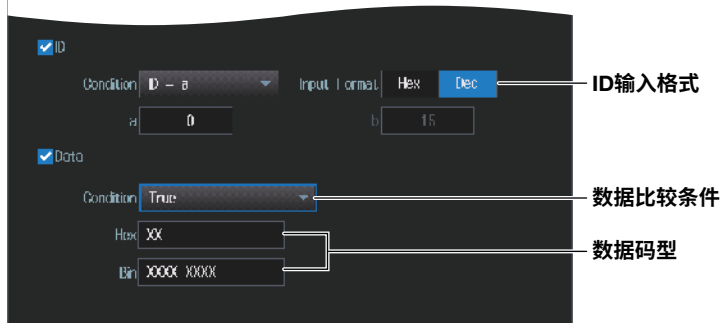 ID
Condition ID = a Input Format Hex Dec ID输入格式
a 0 b 15
Data
Condition True 数据比较条件
Hex XX
数据码型
Bin XXXX XXXX